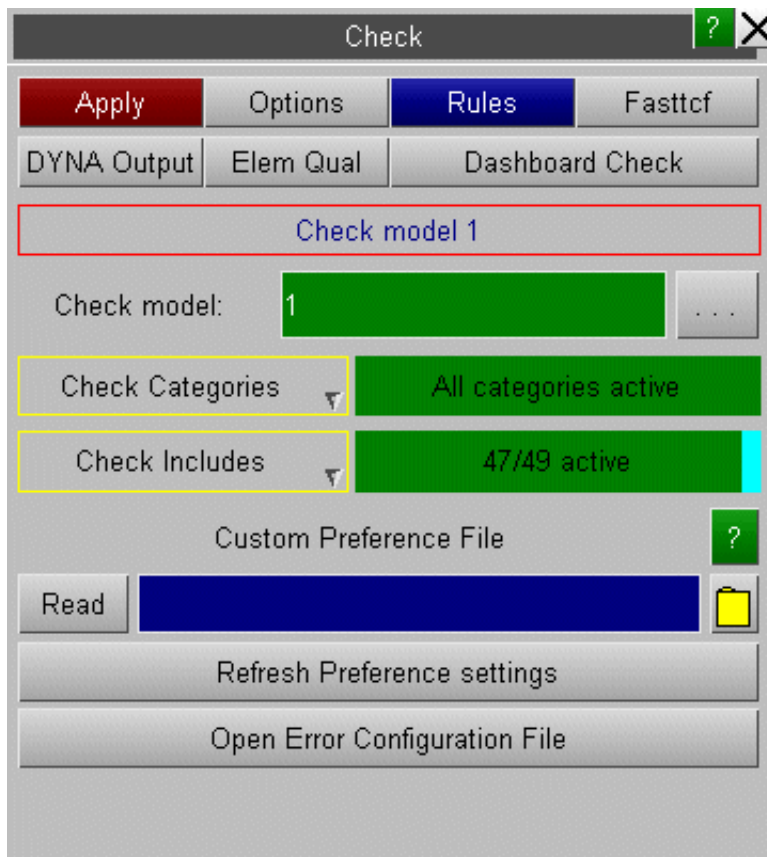 Check ?
Apply Options Rules Fasttcf
DYNA Output Elem Qual Dashboard Check
Check model 1
Check model: 1 ...
Check Categories All categories active
Check Includes 47/49 active
Custom Preference File ?
Read
Refresh Preference settings
Open Error Configuration File